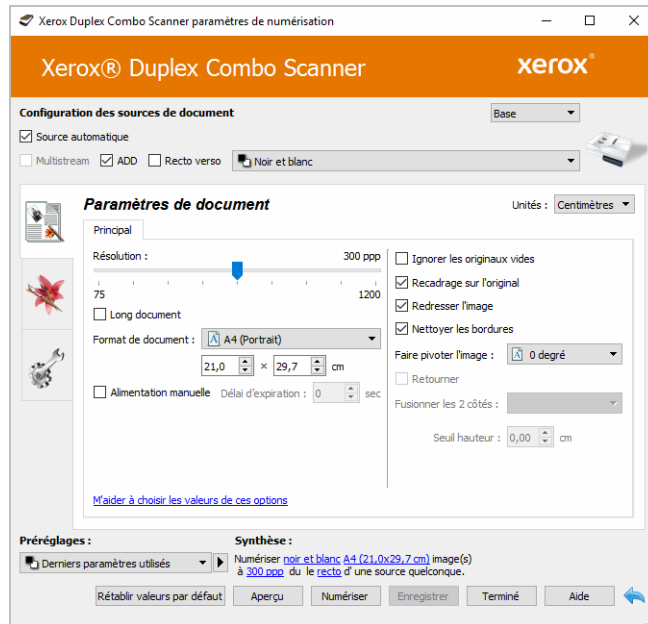 Xerox Duplex Combo Scanner paramètres de numérisation
Xerox® Duplex Combo Scanner
xerox®
Configuration des sources de document
Base
Source automatique
Multistream ADD Recto verso Noir et blanc
Paramètres de document
Unités : Centimètres
Principal
Résolution : 300 ppp
75 1200
Long document
Format de document : A4 (Portrait)
21,0 × 29,7 cm
Alimentation manuelle Délai d'expiration : 0 sec
M'aider à choisir les valeurs de ces options
Ignorer les originaux vides
Recadrage sur l'original
Redresser l'image
Nettoyer les bordures
Faire pivoter l'image : 0 degré
Retourner
Fusionner les 2 côtés :
Seuil hauteur : 0,00 cm
Préréglages :
Derniers paramètres utilisés
Synthèse :
Numériser noir et blanc A4 (21,0x29,7 cm) image(s)
à 300 ppp du le recto d' une source quelconque.
Rétablir valeurs par défaut Aperçu Numériser Enregistrer Terminé Aide